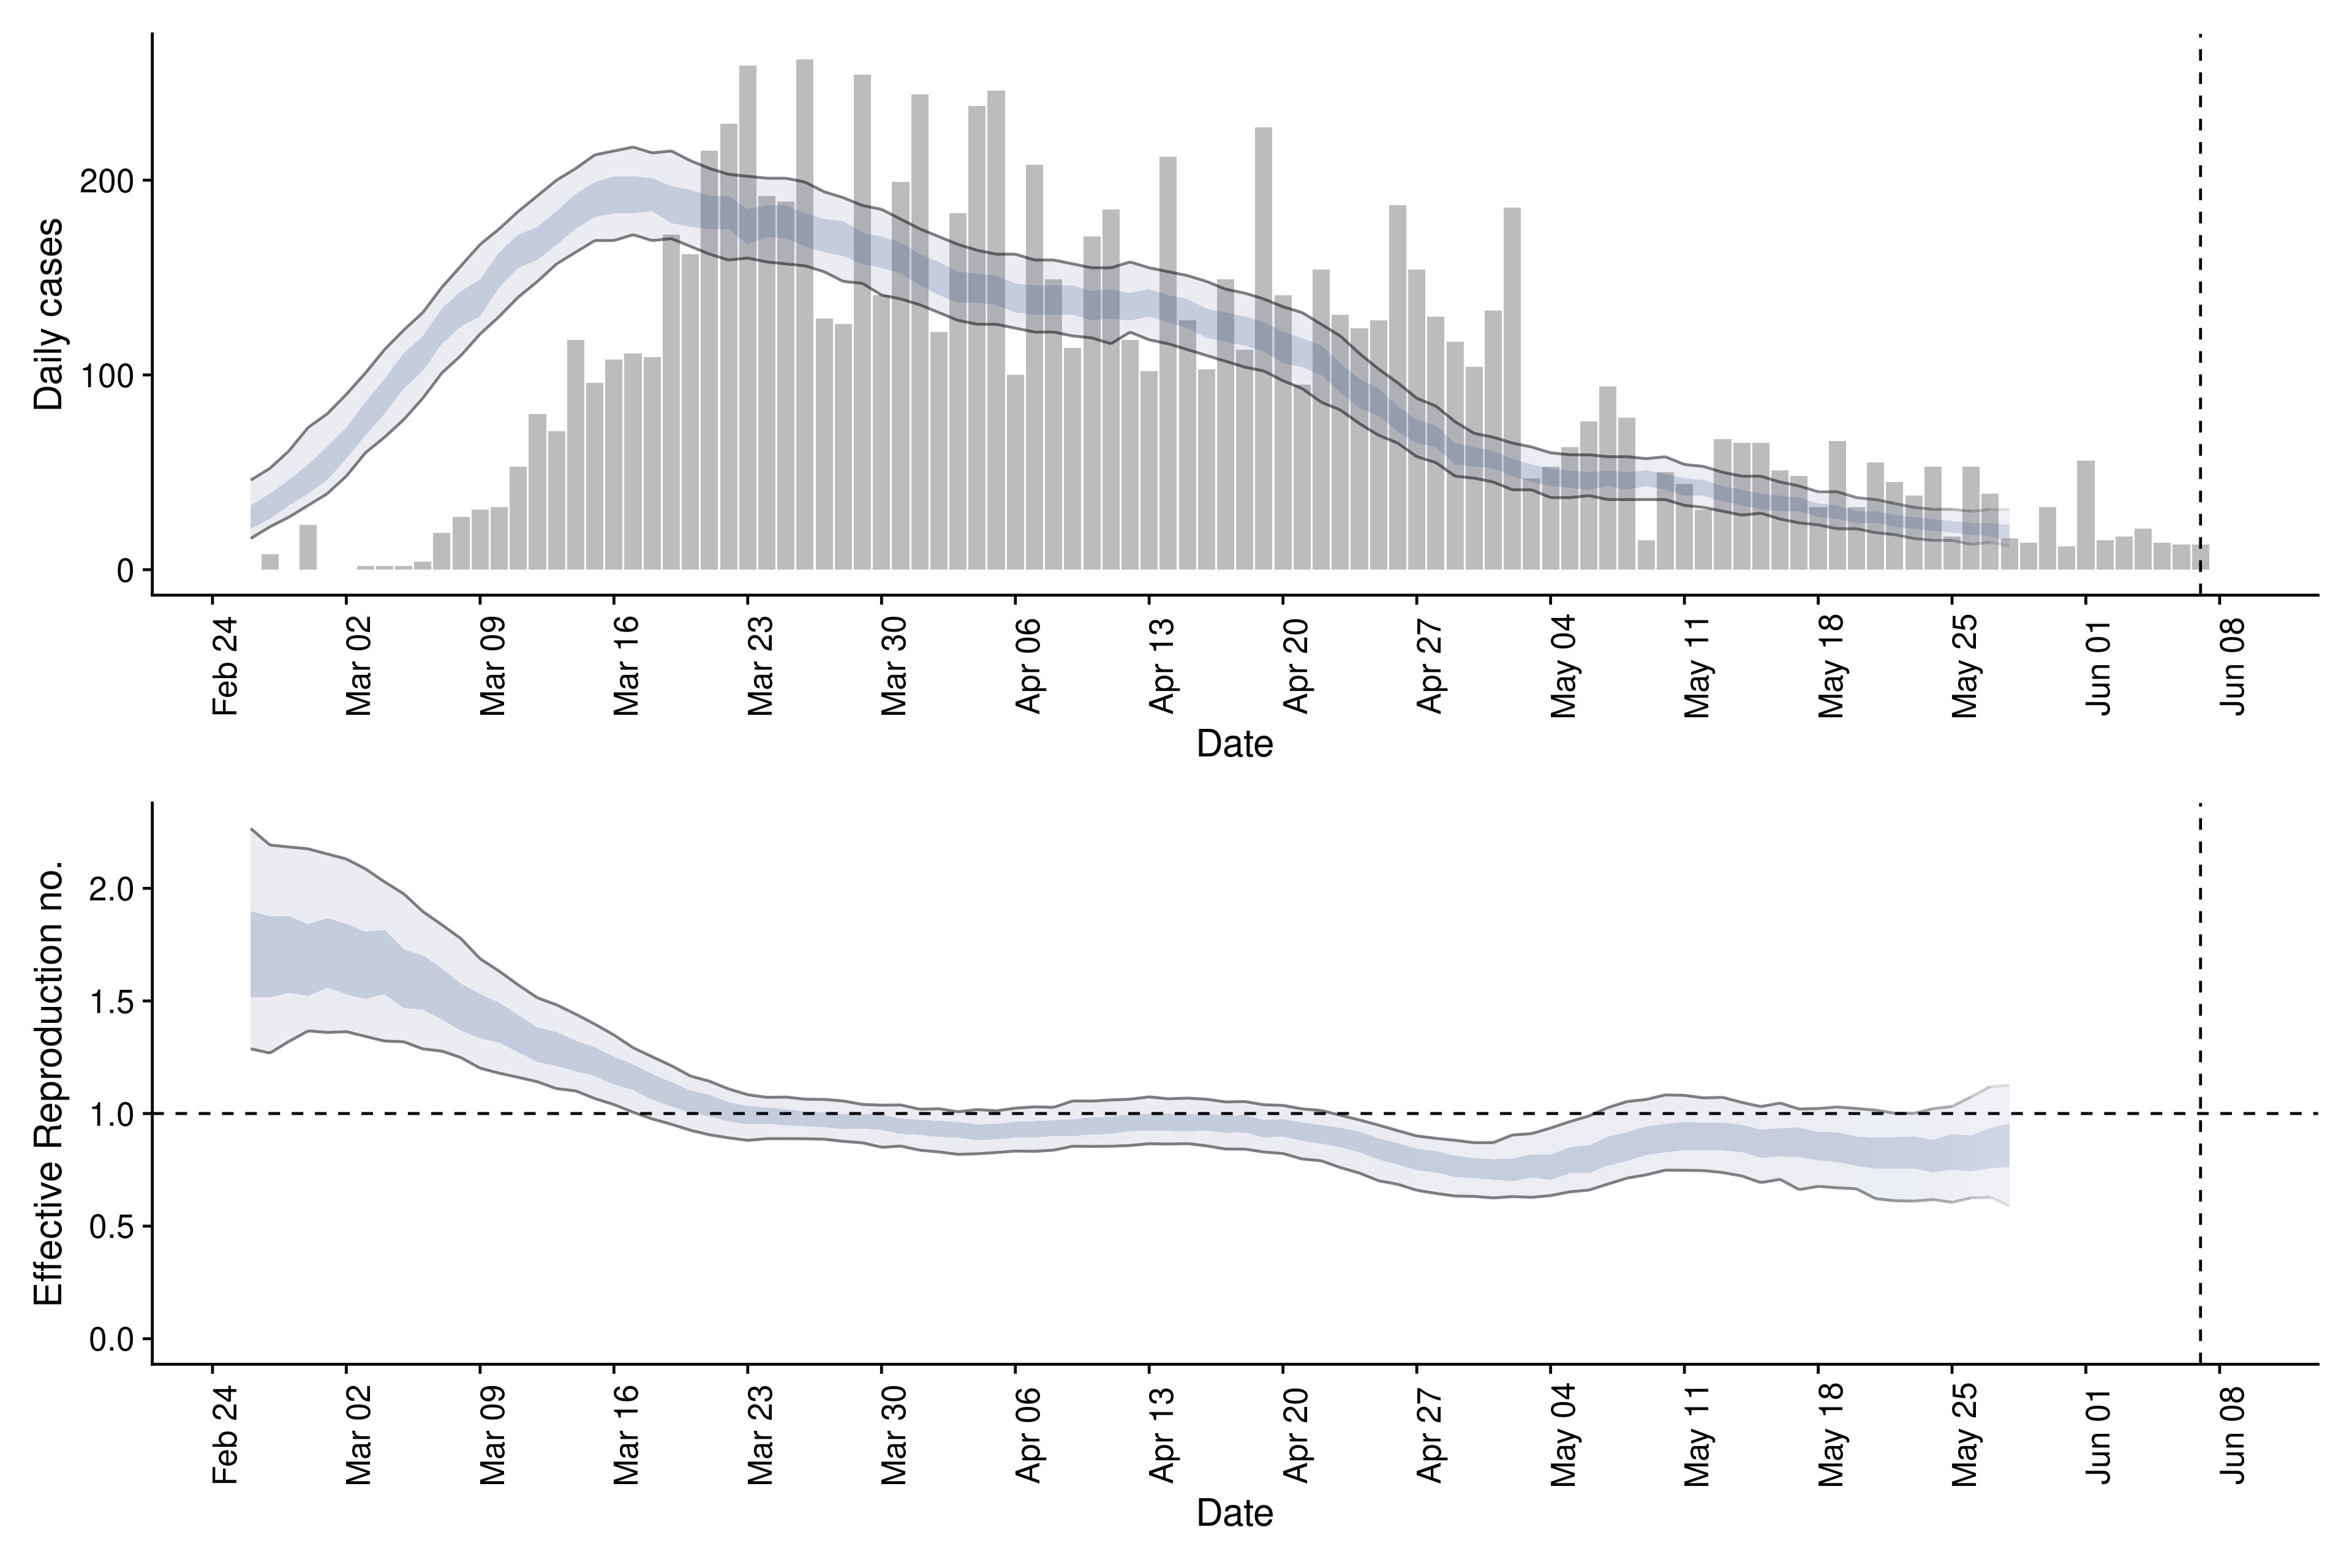 Daily cases
200
100
0
Feb 24
Mar 02
Mar 09
Mar 16
Mar 23
Mar 30
Apr 06
Apr 13
Apr 20
Apr 27
May 04
May 11
May 18
May 25
Jun 01
Jun 08
Date
Effective Reproduction no.
2.0
1.5
1.0
0.5
0.0
Feb 24
Mar 02
Mar 09
Mar 16
Mar 23
Mar 30
Apr 06
Apr 13
Apr 20
Apr 27
May 04
May 11
May 18
May 25
Jun 01
Jun 08
Date